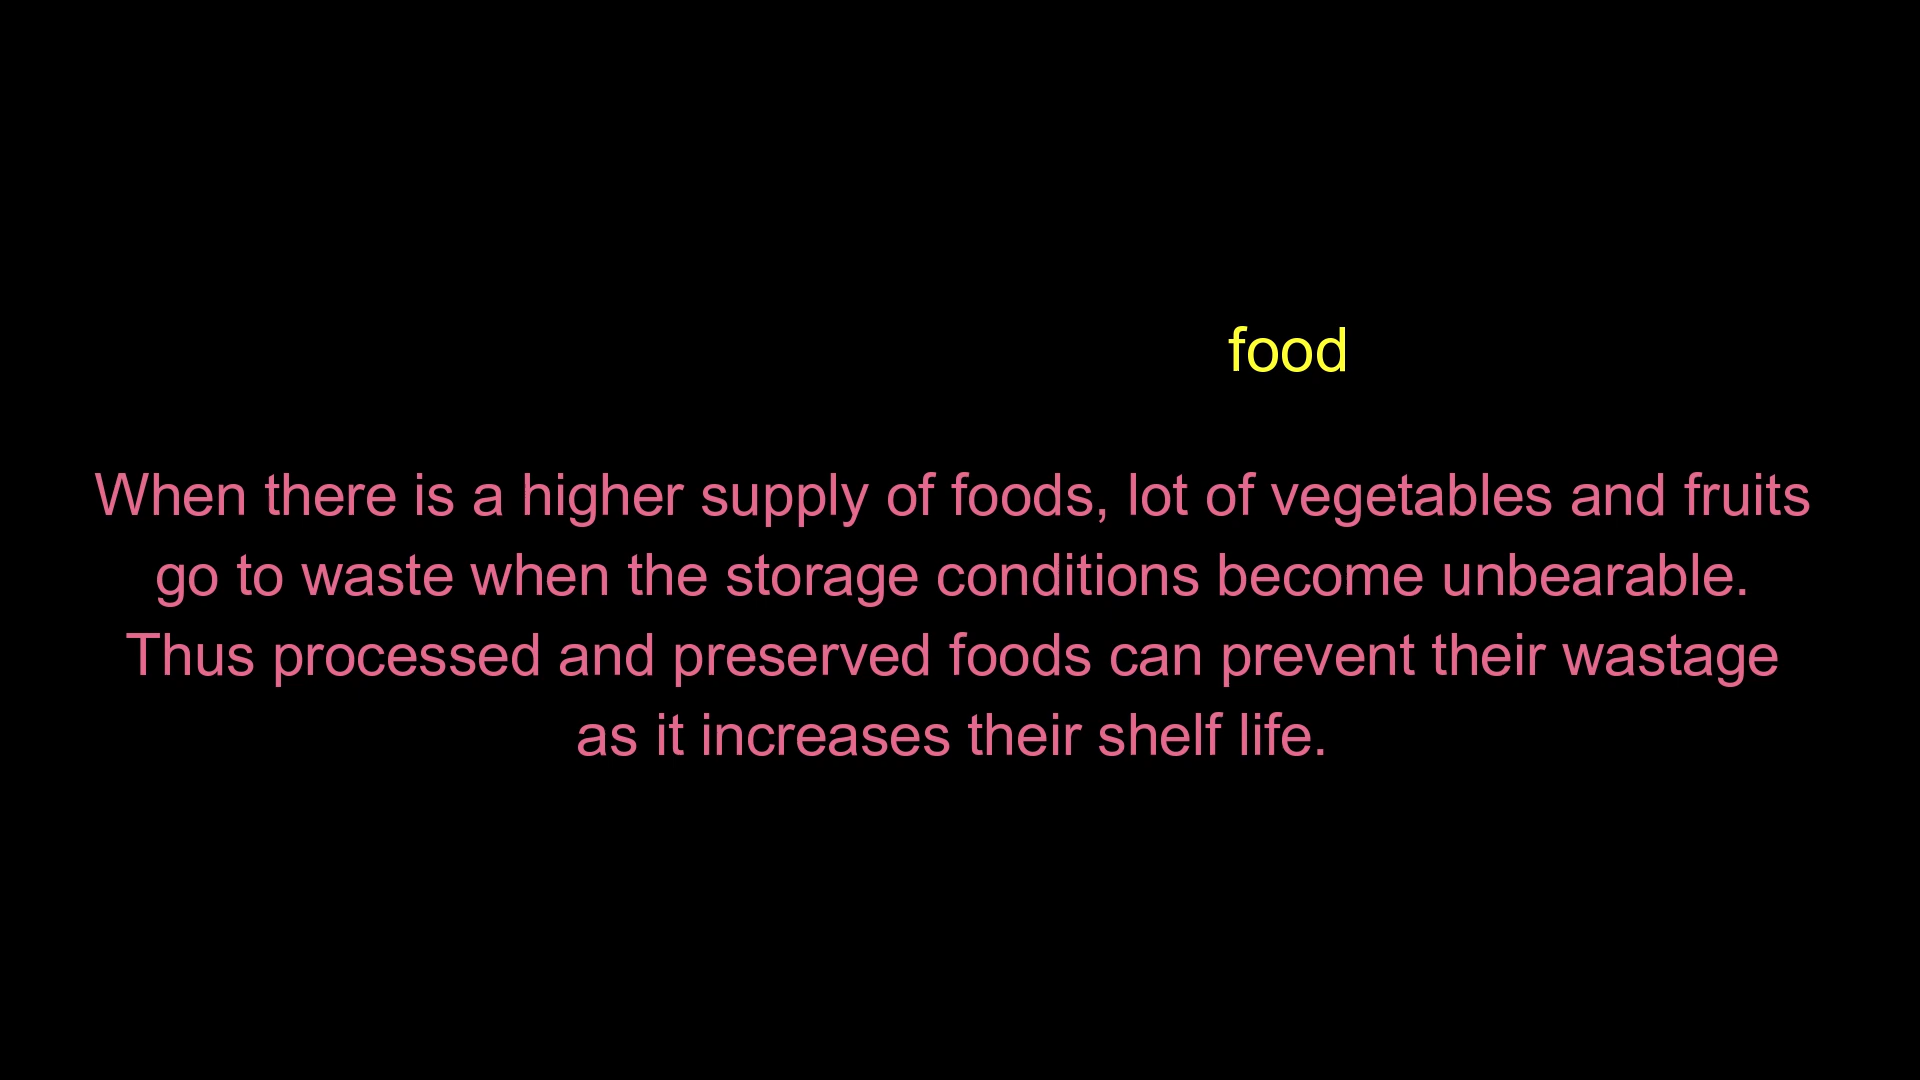 food
When there is a higher supply of foods, lot of vegetables and fruits
go to waste when the storage conditions become unbearable.
Thus processed and preserved foods can prevent their wastage
as it increases their shelf life.